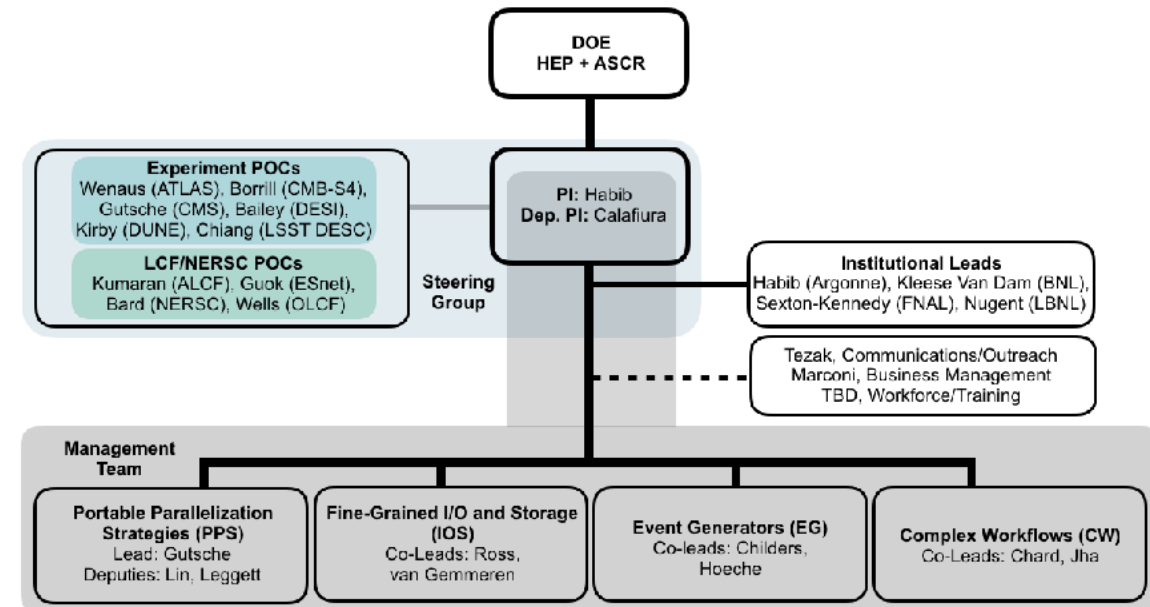 DOE
HEP + ASCR
Experiment POCs
Wenaus (ATLAS), Borrill (CMB-S4),
Gutsche (CMS), Bailey (DESI),
Kirby (DUNE), Chiang (LSST DESC)
LCF/NERSC POCs
Kumaran (ALCF), Guok (ESnet),
Bard (NERSC), Wells (OLCF)
Steering
Group
PI: Habib
Dep. PI: Calafiura
Institutional Leads
Habib (Argonne), Kleese Van Dam (BNL),
Sexton-Kennedy (FNAL), Nugent (LBNL)
Tezak, Communications/Outreach
Marconi, Business Management
TBD, Workforce/Training
Management
Team
Portable Parallelization
Strategies (PPS)
Lead: Gutsche
Deputies: Lin, Leggett
Fine-Grained I/O and Storage
(IOS)
Co-Leads: Ross,
van Gemmeren
Event Generators (EG)
Co-leads: Childers,
Hoeche
Complex Workflows (CW)
Co-Leads: Chard, Jha